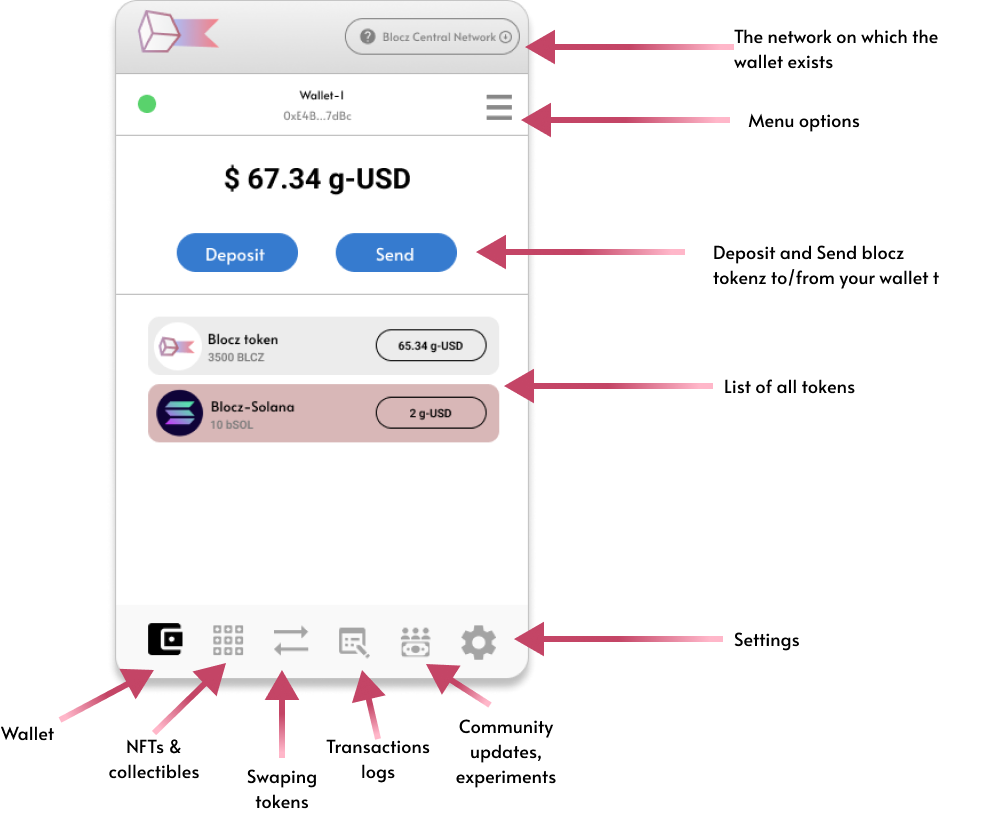 Blocz Central Network
The network on which the
wallet exists
Wallet-1
0xE4B...7dBc
Menu options
$ 67.34 g-USD
Deposit
Send
Deposit and Send blocz
tokenz to/from your wallet t
Blocz token
3500 BLCZ
65.34 g-USD
Blocz-Solana
10 bSOL
2 g-USD
List of all tokens
Settings
Wallet
NFTs &
collectibles
Swaping
tokens
Transactions
logs
Community
updates,
experiments